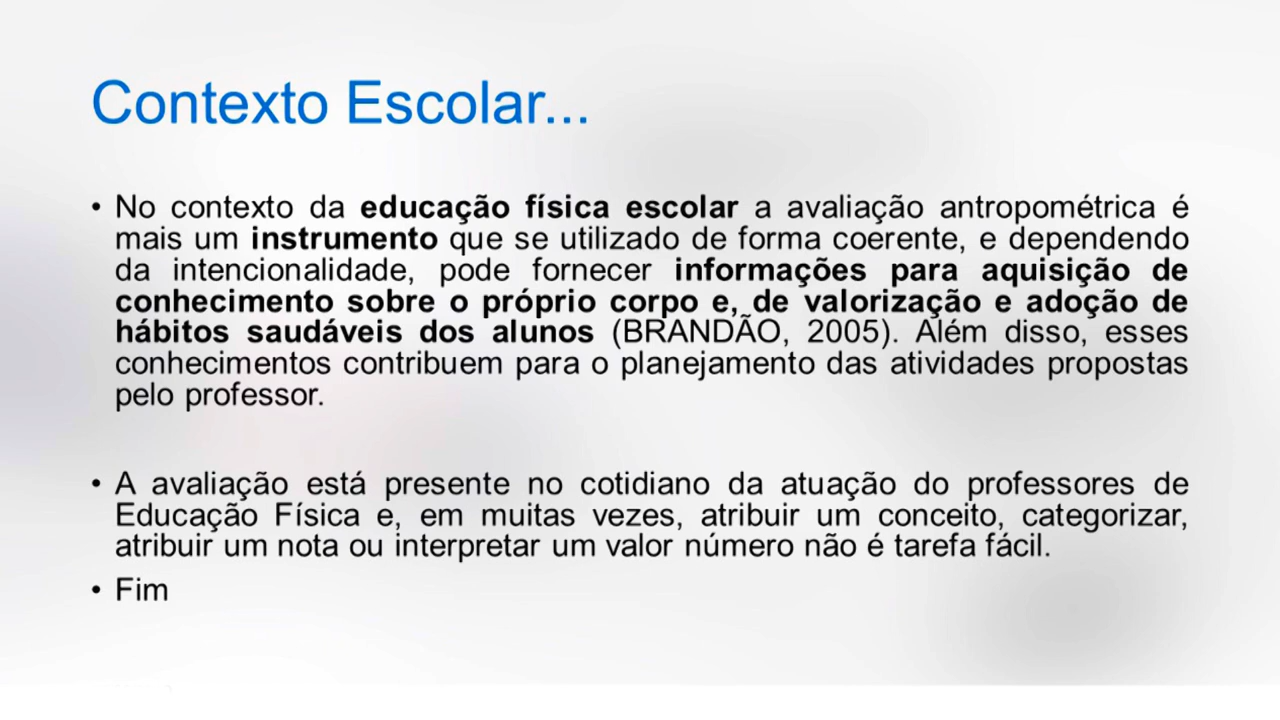 Contexto Escolar...
• No contexto da educação física escolar a avaliação antropométrica é
mais um instrumento que se utilizado de forma coerente, e dependendo
da intencionalidade, pode fornecer informações para aquisição de
conhecimento sobre o próprio corpo e, de valorização e adoção de
hábitos saudáveis dos alunos (BRANDÃO, 2005). Além disso, esses
conhecimentos contribuem para o planejamento das atividades propostas
pelo professor.
• A avaliação está presente no cotidiano da atuação do professores de
Educação Física e, em muitas vezes, atribuir um conceito, categorizar,
atribuir um nota ou interpretar um valor número não é tarefa fácil.
• Fim